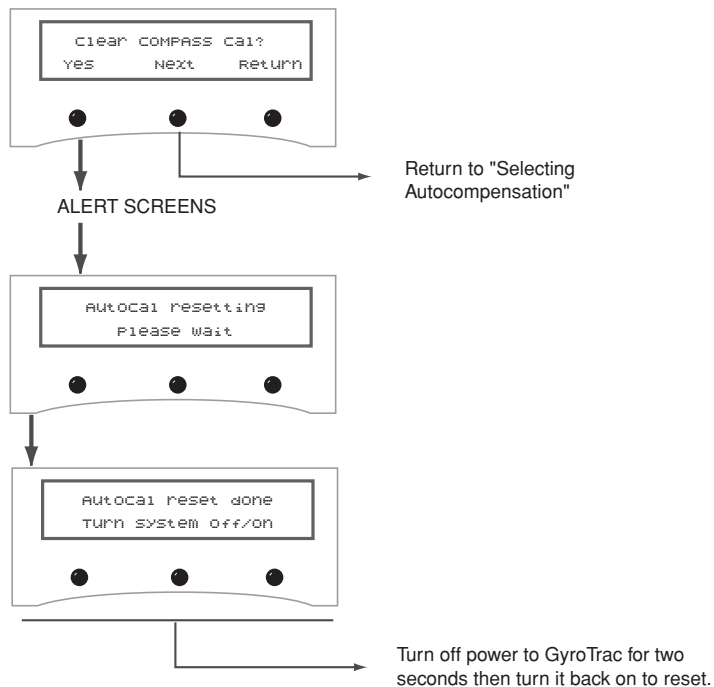 Clear COMPASS Cal?
Yes Next Return
Return to "Selecting
Autocompensation"
ALERT SCREENS
Autocal resetting
Please Wait
Autocal reset done
Turn system Off/on
Turn off power to GyroTrac for two
seconds then turn it back on to reset.